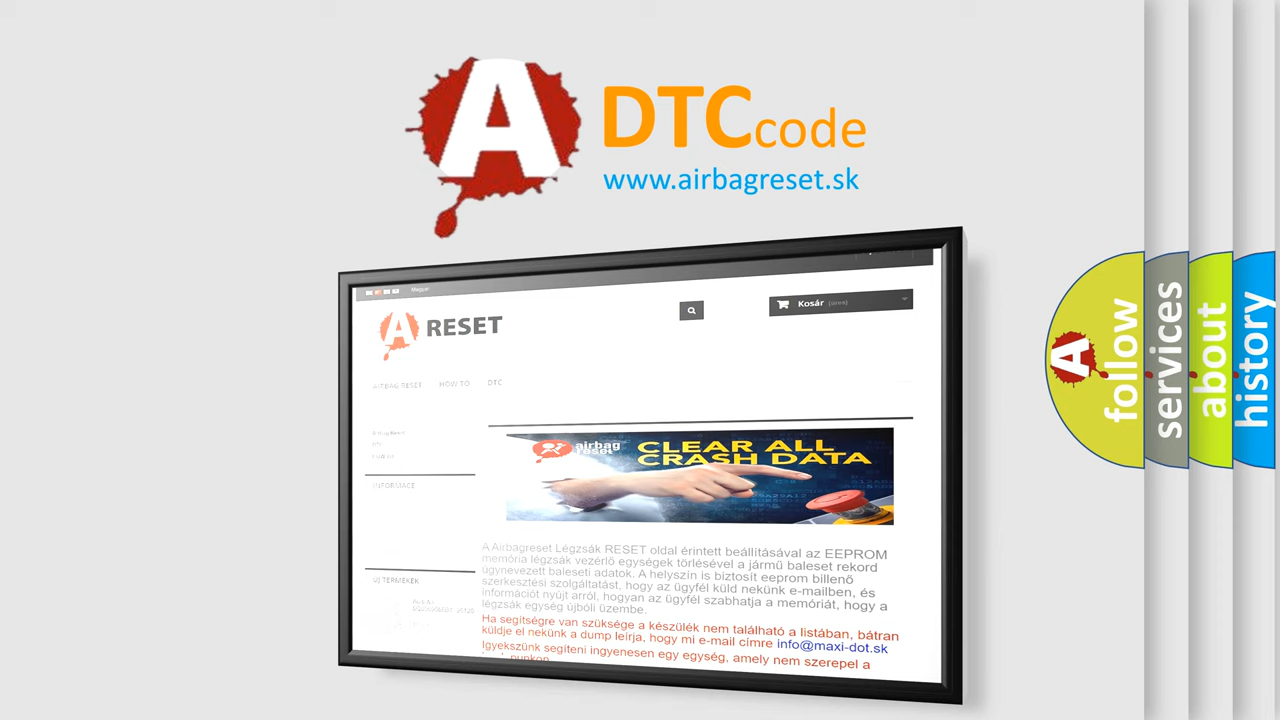 A DTCcode
www.airbagreset.sk
Magyar
Kosár (üres)
A RESET
AIRBAG RESET HOW TO DTC
INFORMACE
ÚJ TERMÉKEK
airbag
reset
CLEAR ALL
CRASH DATA
A Airbagreset Légzsák RESET oldal érintett beállításával az EEPROM
memória légzsák vezérlő egységek törlésével a jármű baleset rekord
úgynevezett baleseti adatok. A helyszín is biztosít eeprom billenő
szerkesztési szolgáltatást, hogy az ügyfél küld nekünk e-mailben, és
információt nyújt arról, hogyan az ügyfél szabhatja a memóriát, hogy a
légzsák egység újbóli üzembe.
Ha segítségre van szüksége a készülék nem található a listában, bátran
küldje el nekünk a dump leírja, hogy mi e-mail címre info@maxi-dot.sk
Igyekszünk segíteni ingyenesen egy egység, amely nem szerepel a
A follow
services
about
history